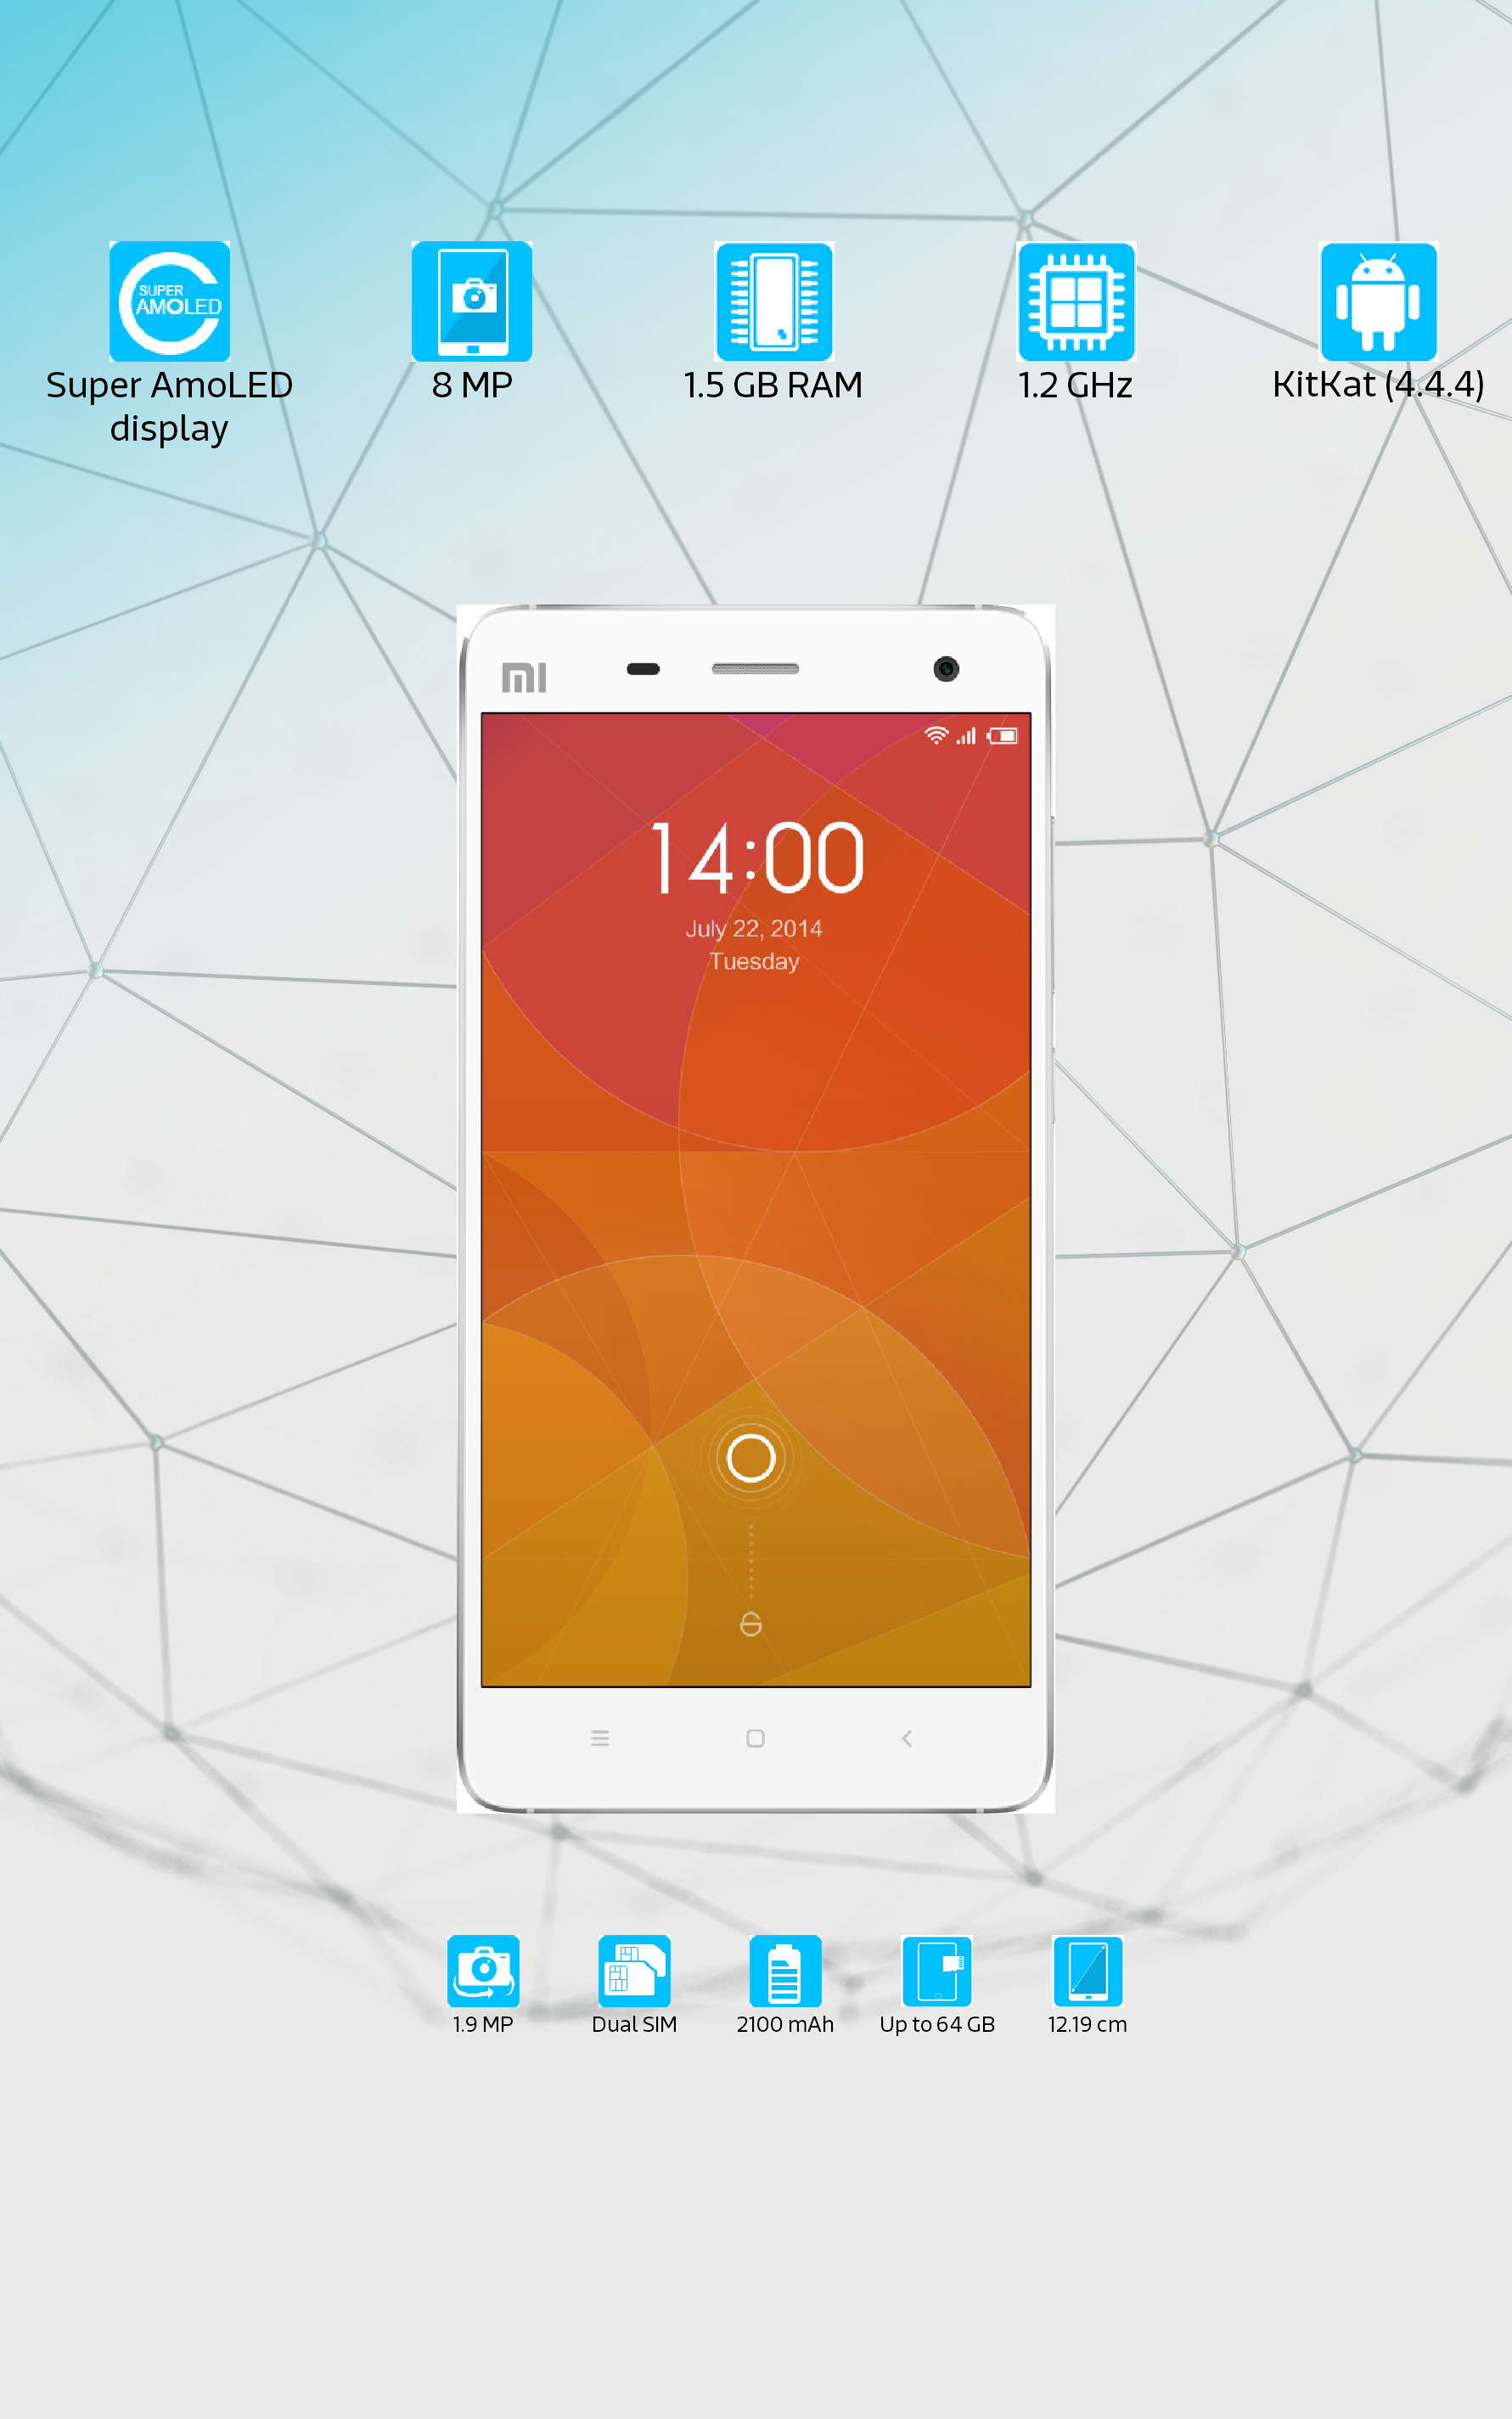 SUPER
AMOLED
Super AmoLED
display
8 MP
1.5 GB RAM
1.2 GHz
KitKat (4.4.4)
MI
14:00
July 22, 2014
Tuesday
1.9 MP
Dual SIM
2100 mAh
Up to 64 GB
12.19 cm